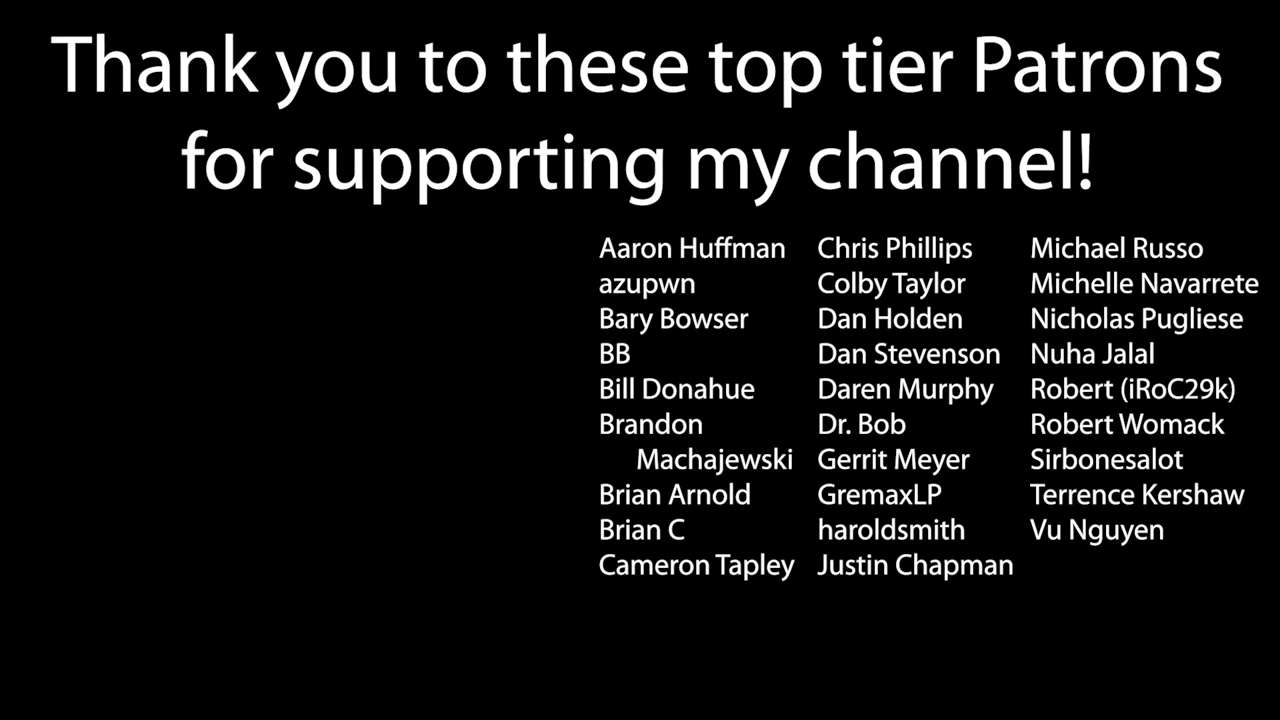 Thank you to these top tier Patrons
for supporting my channel!
Aaron Huffman
azupwn
Bary Bowser
BB
Bill Donahue
Brandon
Machajewski
Brian Arnold
Brian C
Cameron Tapley
Chris Phillips
Colby Taylor
Dan Holden
Dan Stevenson
Daren Murphy
Dr. Bob
Gerrit Meyer
GremaxLP
haroldsmith
Justin Chapman
Michael Russo
Michelle Navarrete
Nicholas Pugliese
Nuha Jalal
Robert (iRoC29k)
Robert Womack
Sirbonesalot
Terrence Kershaw
Vu Nguyen